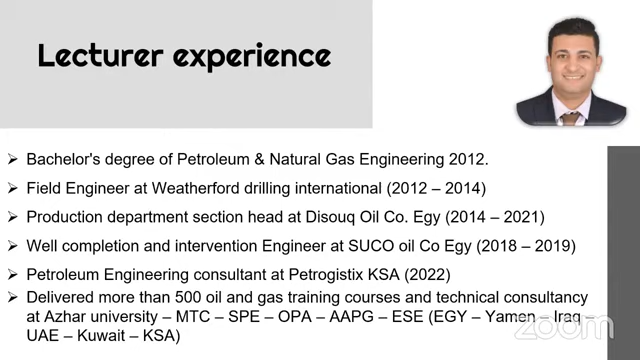 Lecturer experience
➢ Bachelor's degree of Petroleum & Natural Gas Engineering 2012.
➢ Field Engineer at Weatherford drilling international (2012 – 2014)
➢ Production department section head at Disouq Oil Co. Egy (2014 – 2021)
➢ Well completion and intervention Engineer at SUCO oil Co Egy (2018 – 2019)
➢ Petroleum Engineering consultant at Petrogistix KSA (2022)
➢ Delivered more than 500 oil and gas training courses and technical consultancy
at Azhar university – MTC – SPE – OPA – AAPG – ESE (EGY – Yamen – Iraq –
UAE – Kuwait – KSA)
zoom